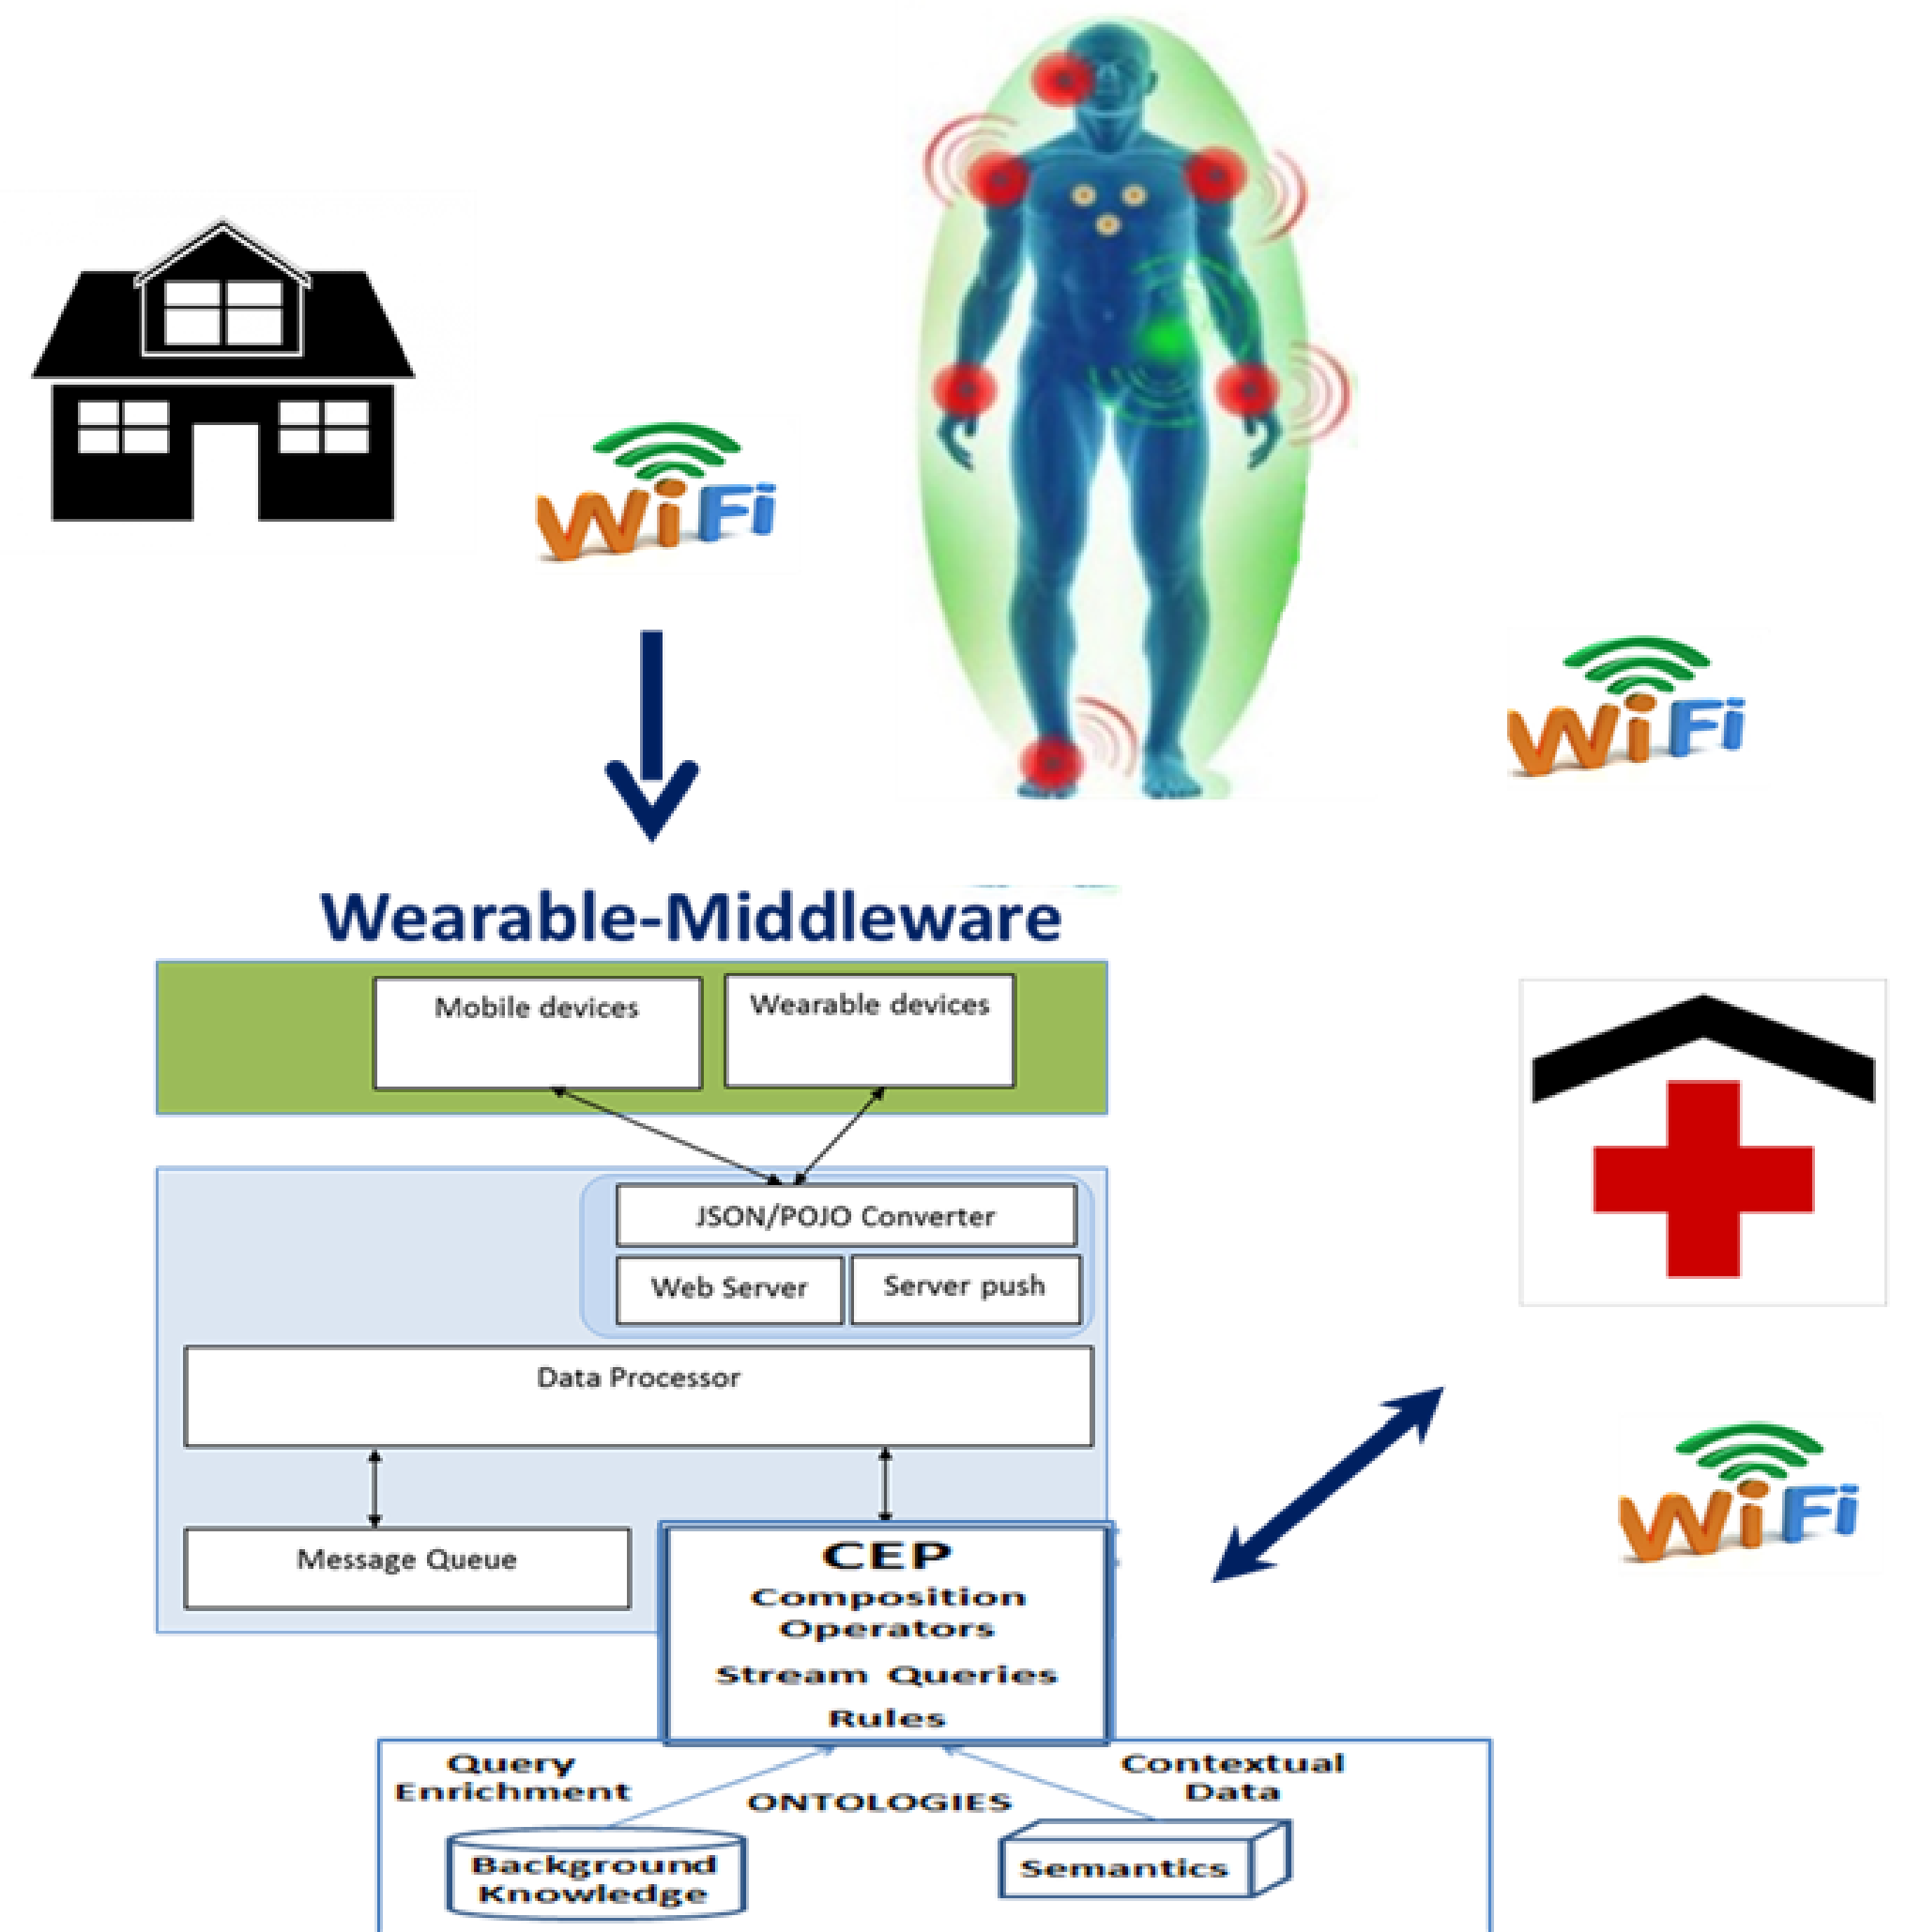 WiFi
WiFi
Wearable-Middleware
Mobile devices
Wearable devices
JSON/POJO Converter
Web Server
Server push
Data Processor
WiFi
Message Queue
CEP
Composition
Operators
Stream Queries
Rules
Query
Enrichment
ONTOLOGIES
Contextual
Data
Background
Knowledge
Semantics